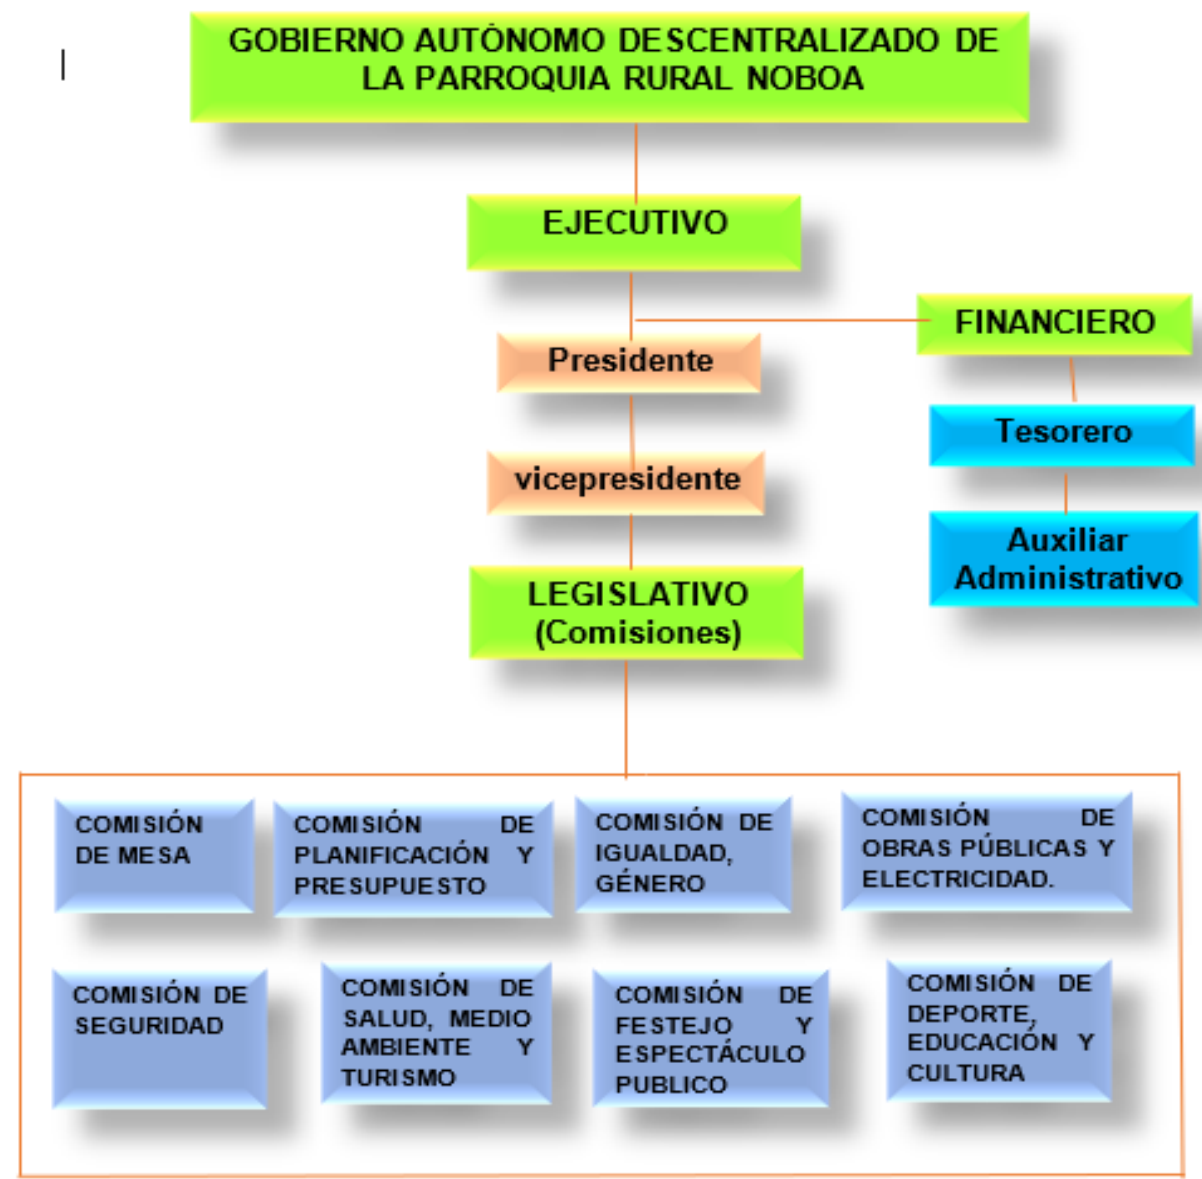 GOBIERNO AUTÓNOMO DESCENTRALIZADO DE
LA PARROQUIA RURAL NOBOA
EJECUTIVO
FINANCIERO
Presidente
Tesorero
vicepresidente
Auxiliar
Administrativo
LEGISLATIVO
(Comisiones)
COMISIÓN
DE MESA
COMISIÓN DE
PLANIFICACIÓN Y
PRESUPUESTO
COMISIÓN DE
IGUALDAD,
GÉNERO
COMISIÓN DE
OBRAS PÚBLICAS Y
ELECTRICIDAD.
COMISIÓN DE
SEGURIDAD
COMISIÓN DE
SALUD, MEDIO
AMBIENTE Y
TURISMO
COMISIÓN DE
FESTEJO Y
ESPECTÁCULO
PUBLICO
COMISIÓN DE
DEPORTE,
EDUCACIÓN Y
CULTURA